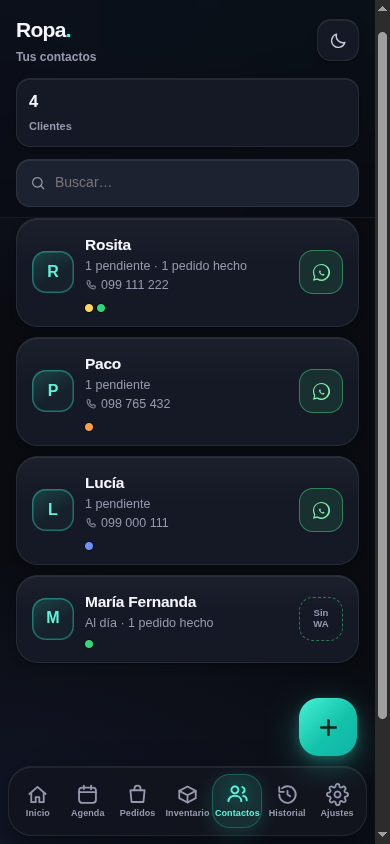 Ropa.
Tus contactos
4
Clientes
Buscar…
Rosita
R
1 pendiente · 1 pedido hecho
099 111 222
Paco
P
1 pendiente
098 765 432
Lucía
L
1 pendiente
099 000 111
María Fernanda
M
Al día · 1 pedido hecho
Sin
WA
Inicio
Agenda
Pedidos
Inventario
Contactos
Historial
Ajustes